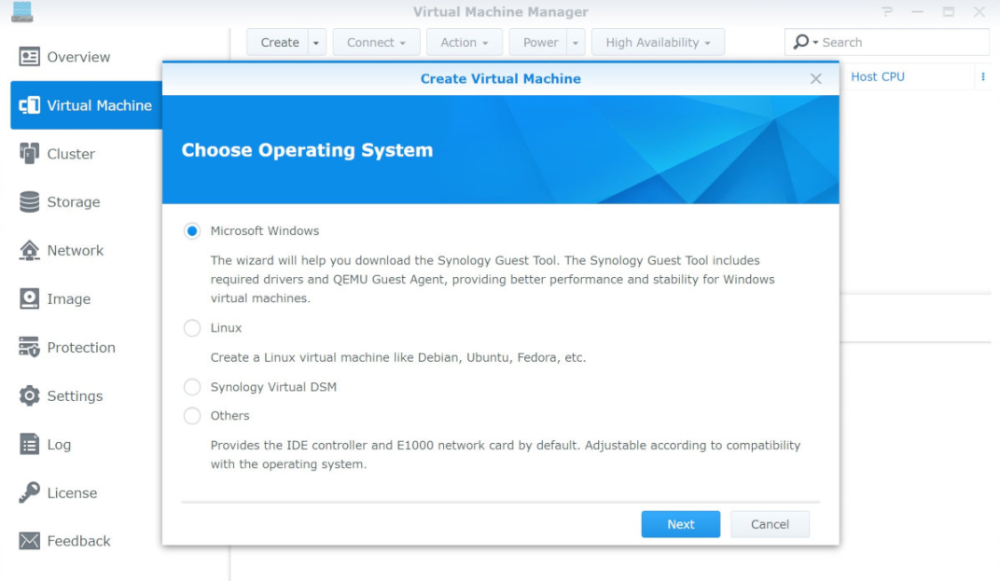 Virtual Machine Manager
Create Connect Action Power High Availability Search
Overview
Virtual Machine
Cluster
Storage
Network
Image
Protection
Settings
Log
License
Feedback
Host CPU
Create Virtual Machine
Choose Operating System
Microsoft Windows
The wizard will help you download the Synology Guest Tool. The Synology Guest Tool includes
required drivers and QEMU Guest Agent, providing better performance and stability for Windows
virtual machines.
Linux
Create a Linux virtual machine like Debian, Ubuntu, Fedora, etc.
Synology Virtual DSM
Others
Provides the IDE controller and E1000 network card by default. Adjustable according to compatibility
with the operating system.
Next Cancel